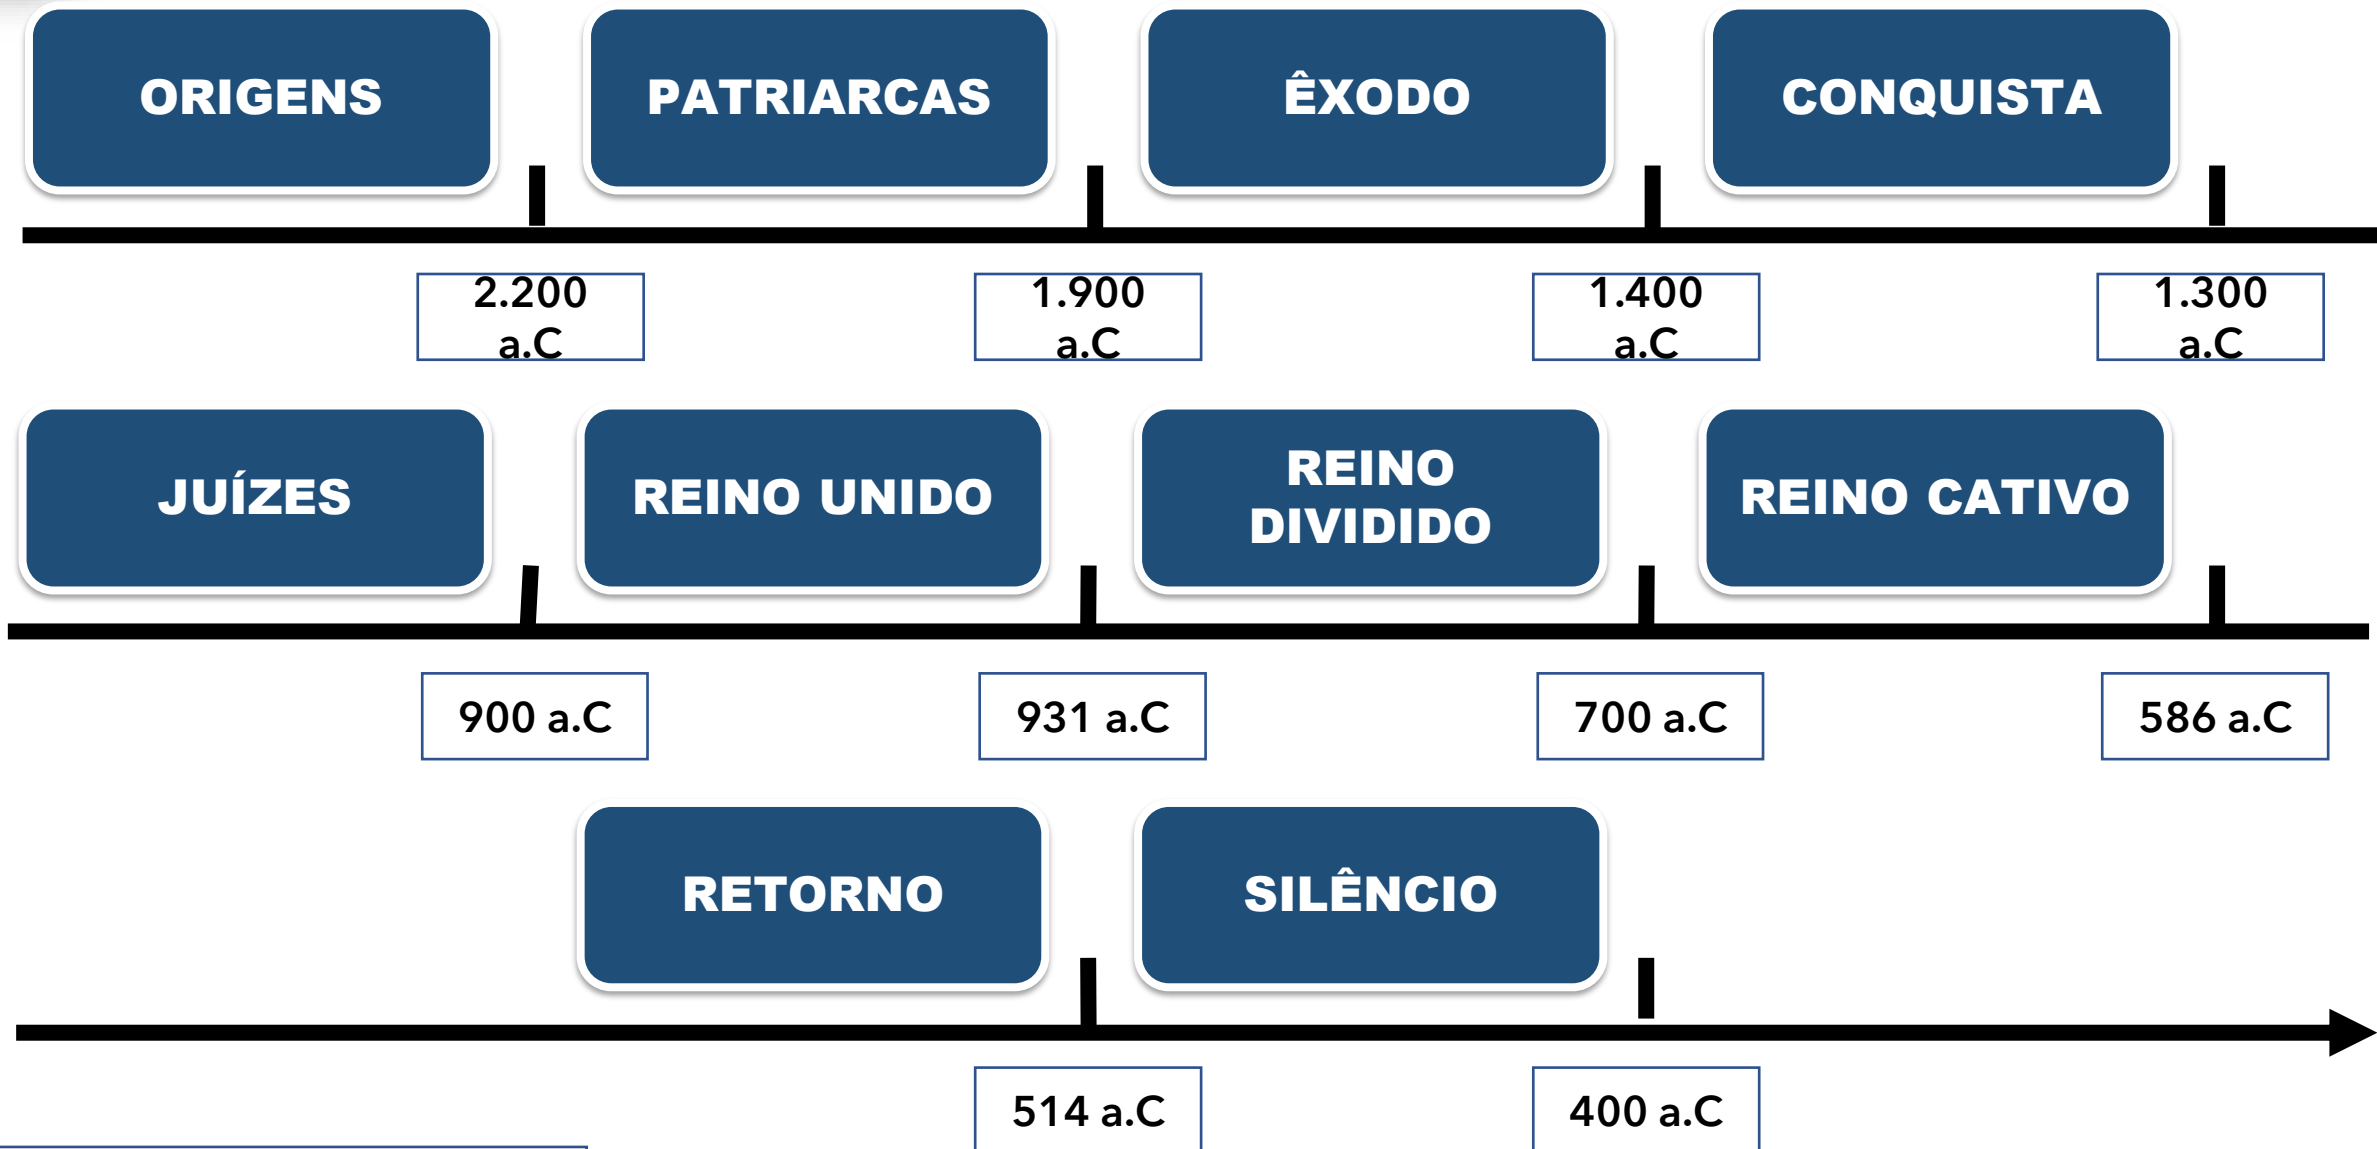 ORIGENS
PATRIARCAS
ÊXODO
CONQUISTA
2.200
a.C
1.900
a.C
1.400
a.C
1.300
a.C
JUÍZES
REINO UNIDO
REINO
DIVIDIDO
REINO CATIVO
900 a.C
931 a.C
700 a.C
586 a.C
RETORNO
SILÊNCIO
514 a.C
400 a.C